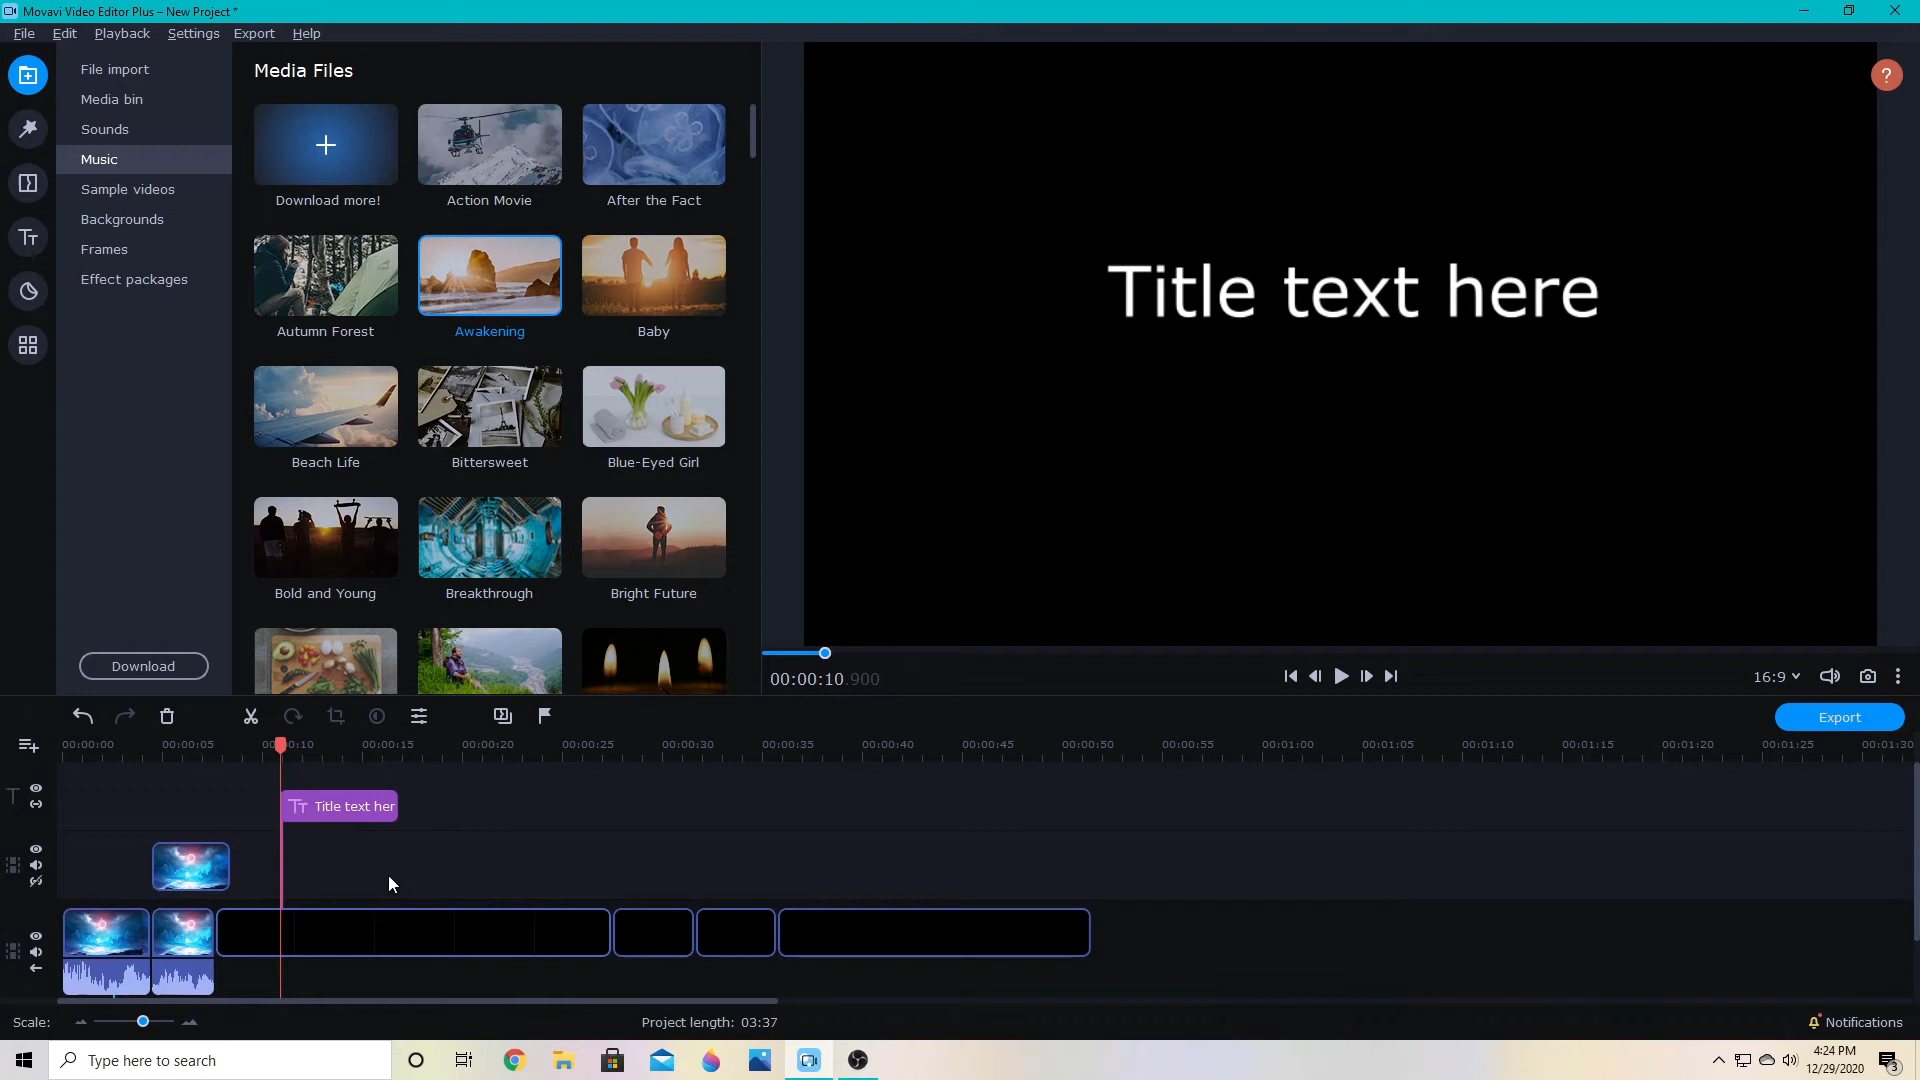 Movavi Video Editor Plus – New Project *
File Edit Playback Settings Export Help
File import
Media bin
Sounds
Music
Sample videos
Backgrounds
Frames
Effect packages
Download
Media Files
Download more!
Action Movie
After the Fact
Autumn Forest
Awakening
Baby
Beach Life
Bittersweet
Blue-Eyed Girl
Bold and Young
Breakthrough
Bright Future
?
Title text here
00:00:10.900
16:9
Export
00:00:00 00:00:05 00:00:10 00:00:15 00:00:20 00:00:25 00:00:30 00:00:35 00:00:40 00:00:45 00:00:50 00:00:55 00:01:00 00:01:05 00:01:10 00:01:15 00:01:20 00:01:25 00:01:30
Title text her
Scale:
Project length: 03:37
Notifications
Type here to search
4:24 PM
12/29/2020
3